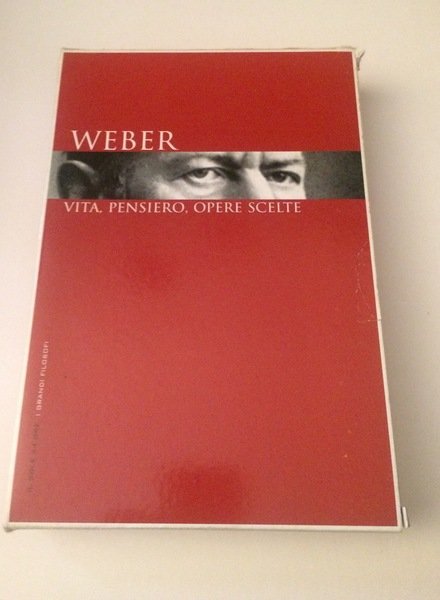 WEBER
VITA, PENSIERO, OPERE SCELTE
I GRANDI FILOSOFI